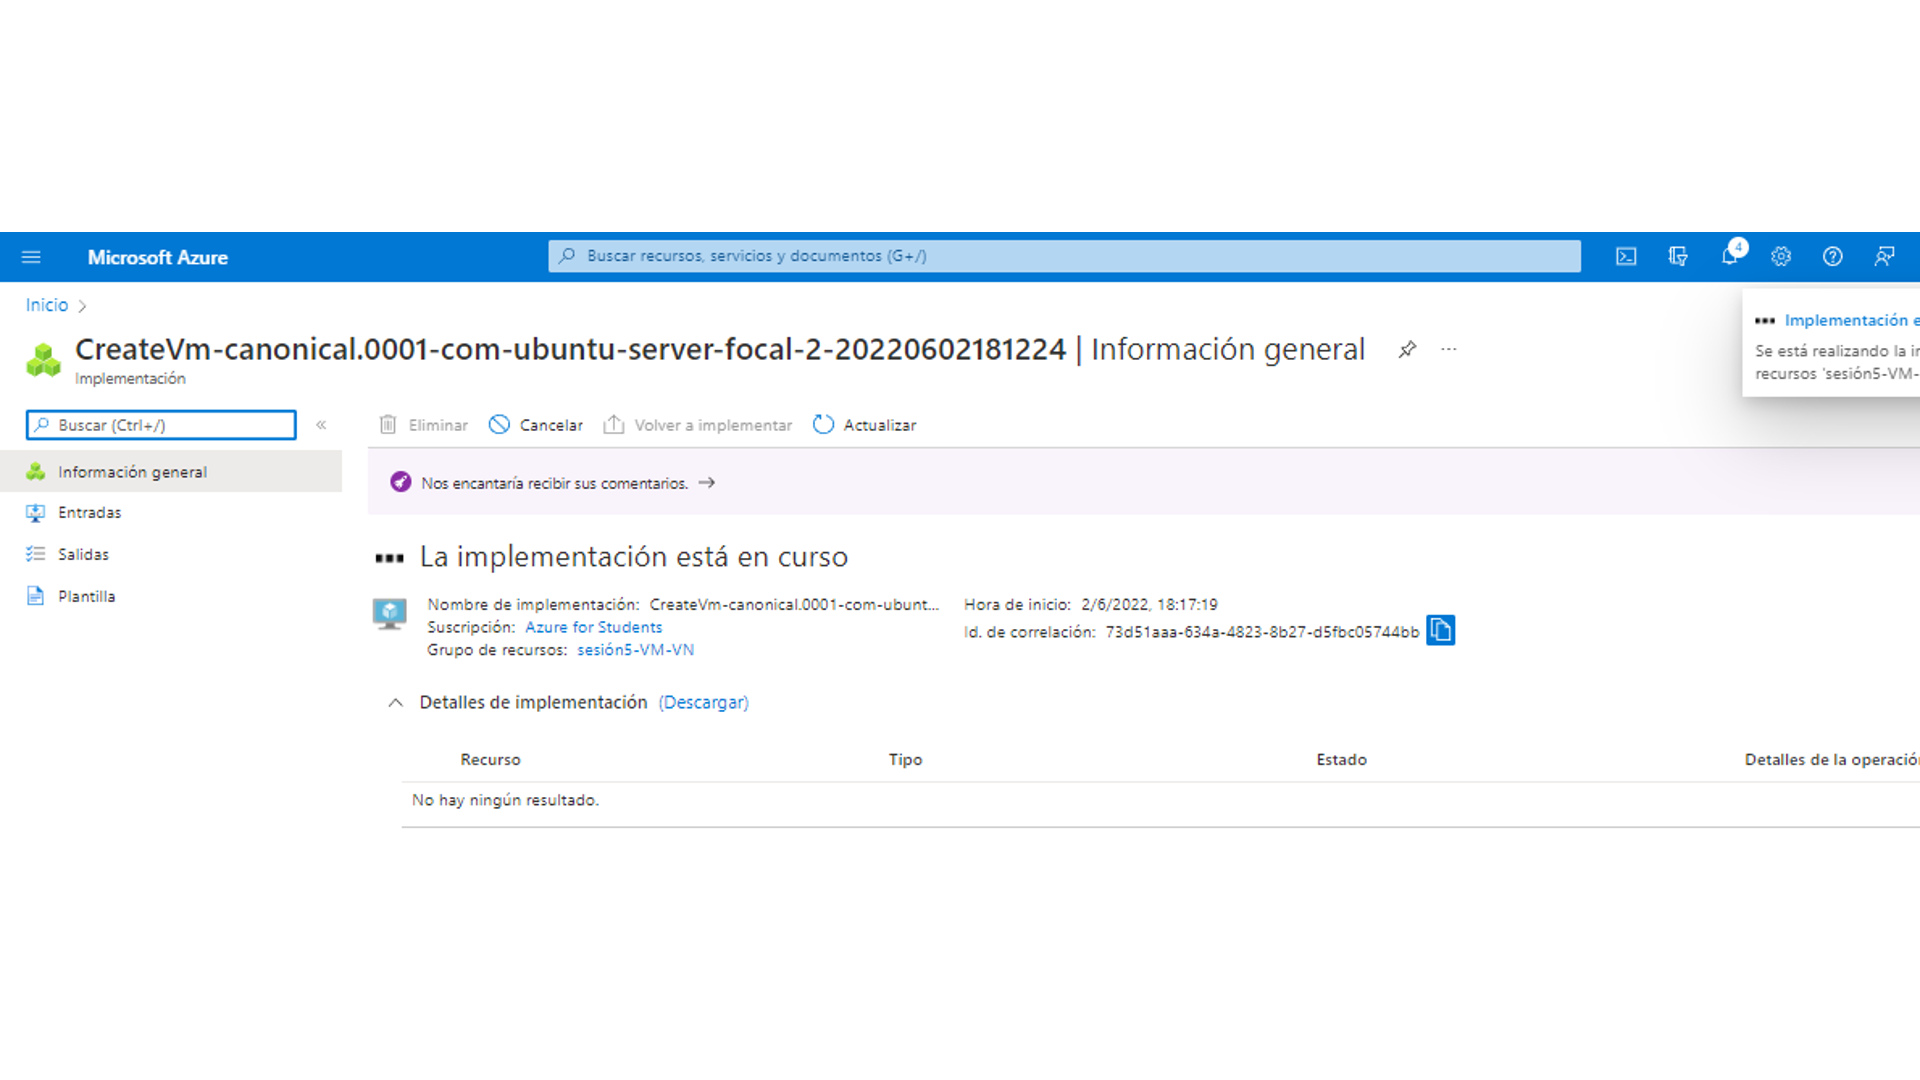 Microsoft Azure
Buscar recursos, servicios y documentos (G+/)
4
Inicio
CreateVm-canonical.0001-com-ubuntu-server-focal-2-20220602181224 | Información general
Implementación
Implementación e
Se está realizando la
recursos 'sesión5-VM-
Buscar (Ctrl+/)
Eliminar
Cancelar
Volver a implementar
Actualizar
Información general
Entradas
Salidas
Plantilla
Nos encantaría recibir sus comentarios.
La implementación está en curso
Nombre de implementación: CreateVm-canonical.0001-com-ubunt...
Suscripción: Azure for Students
Grupo de recursos: sesión5-VM-VN
Hora de inicio: 2/6/2022, 18:17:19
Id. de correlación: 73d51aaa-634a-4823-8b27-d5fbc05744bb
Detalles de implementación (Descargar)
Recurso Tipo Estado Detalles de la operación
No hay ningún resultado.